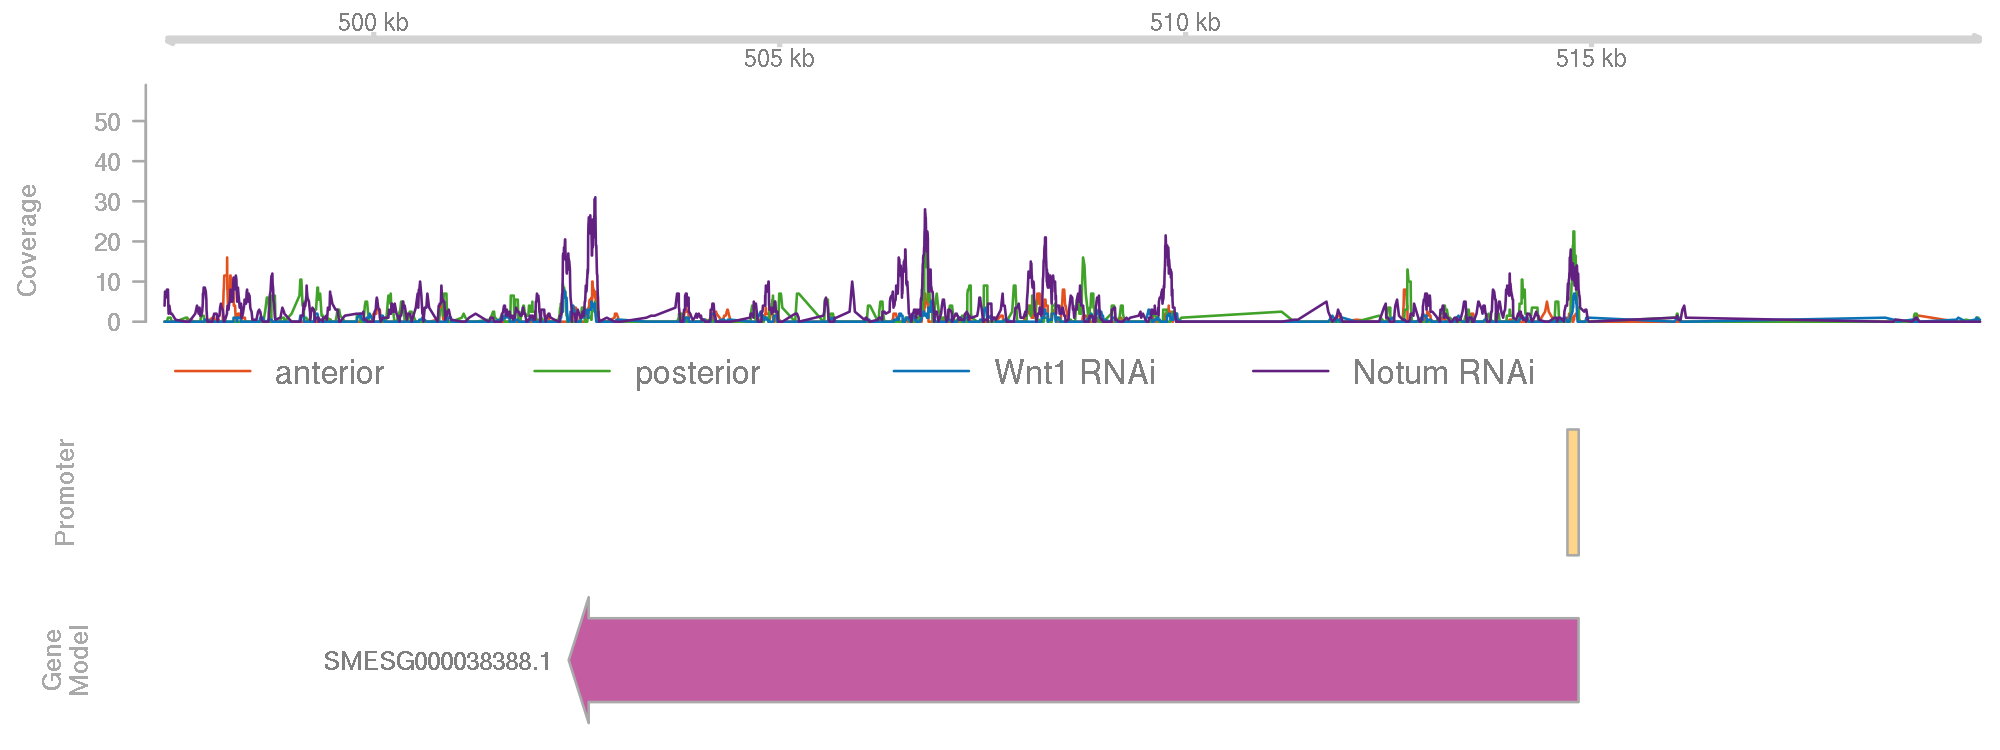 500 kb
510 kb
505 kb
515 kb
Coverage
50
40
30
20
10
0
anterior
posterior
Wnt1 RNAi
Notum RNAi
Promoter
Gene
Model
SMESG000038388.1